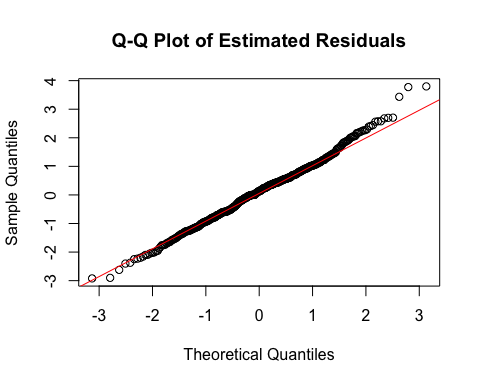 Q-Q Plot of Estimated Residuals
Sample Quantiles
4
3
2
1
0
-1
-2
-3
-3 -2 -1 0 1 2 3
Theoretical Quantiles